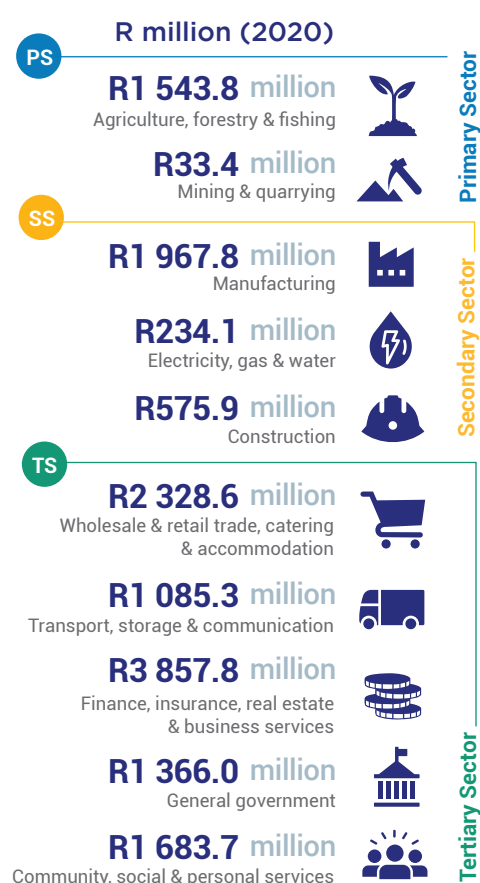 R million (2020)
PS
Primary Sector
R1 543.8 million
Agriculture, forestry & fishing
R33.4 million
Mining & quarrying
SS
Secondary Sector
R1 967.8 million
Manufacturing
R234.1 million
Electricity, gas & water
R575.9 million
Construction
TS
Tertiary Sector
R2 328.6 million
Wholesale & retail trade, catering
& accommodation
R1 085.3 million
Transport, storage & communication
R3 857.8 million
Finance, insurance, real estate
& business services
R1 366.0 million
General government
R1 683.7 million
Community, social & personal services